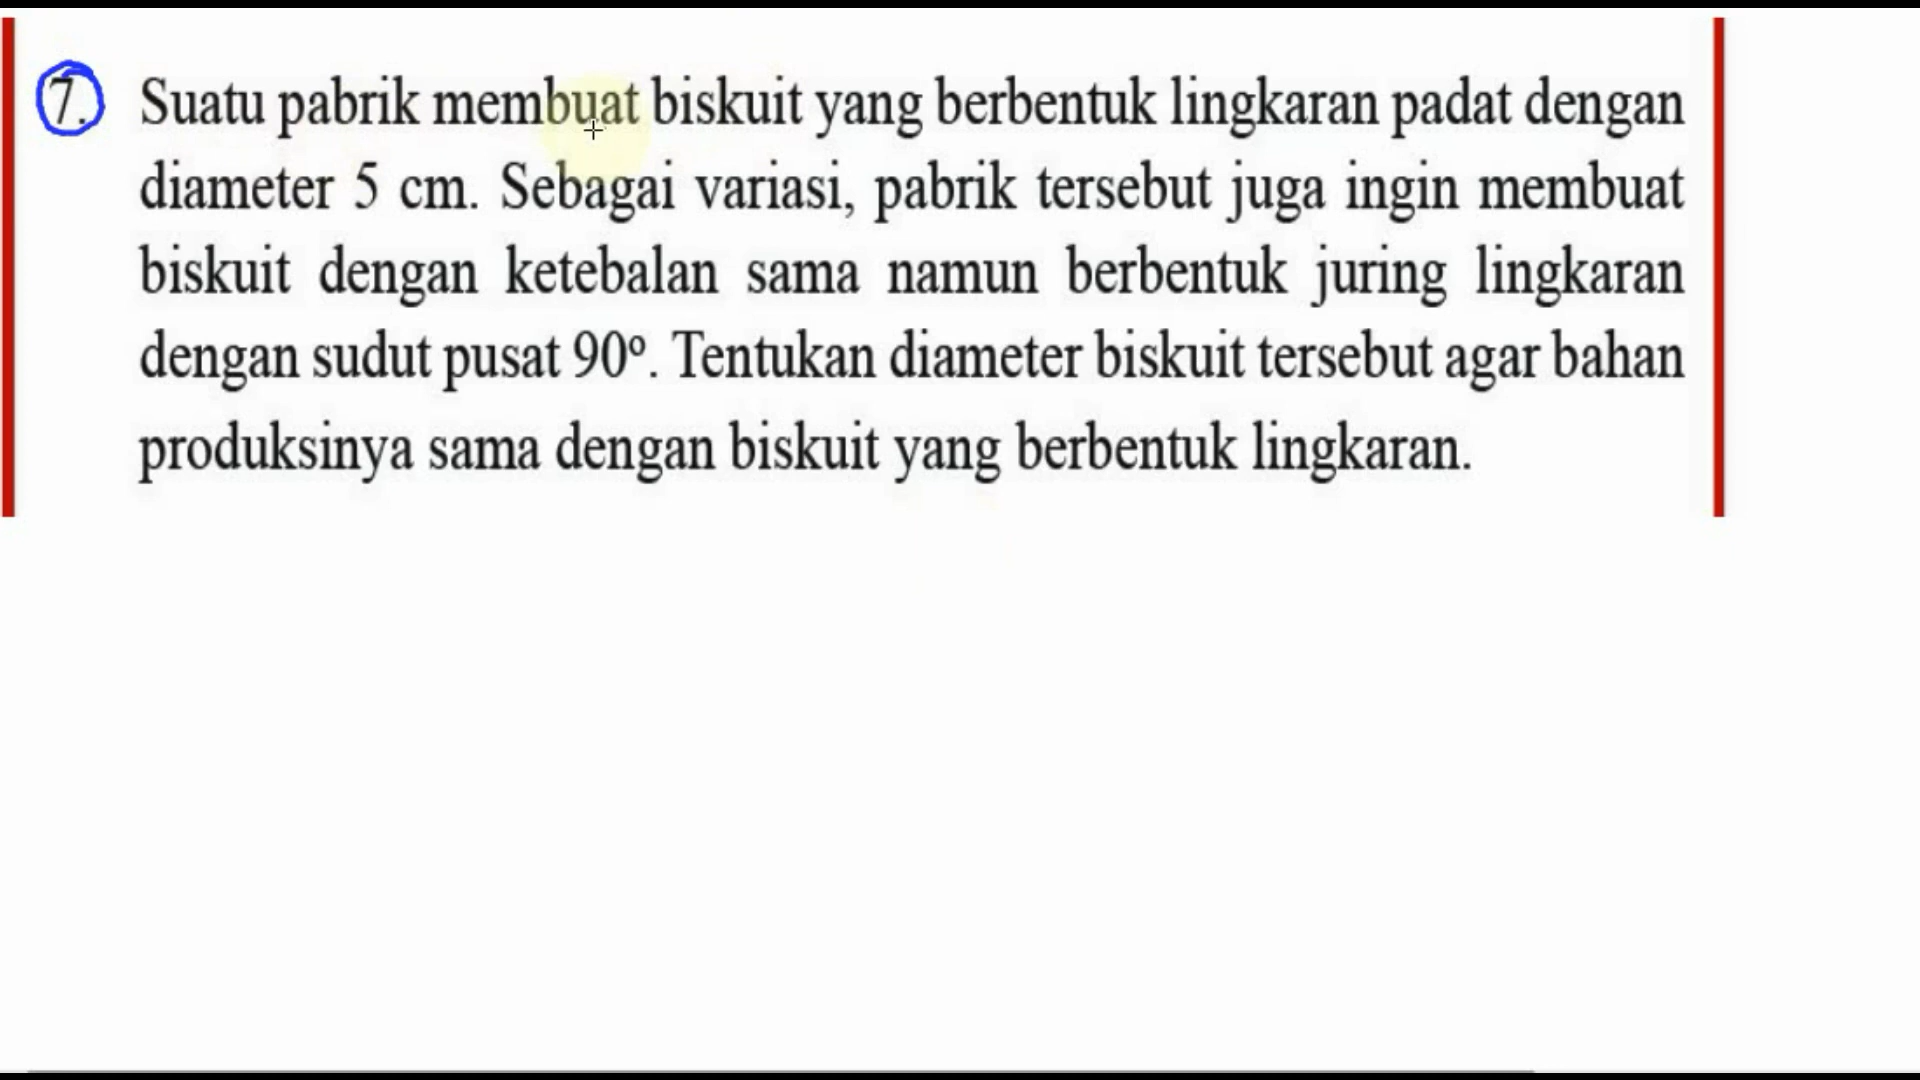 7. Suatu pabrik membuat biskuit yang berbentuk lingkaran padat dengan
diameter 5 cm. Sebagai variasi, pabrik tersebut juga ingin membuat
biskuit dengan ketebalan sama namun berbentuk juring lingkaran
dengan sudut pusat 90º. Tentukan diameter biskuit tersebut agar bahan
produksinya sama dengan biskuit yang berbentuk lingkaran.